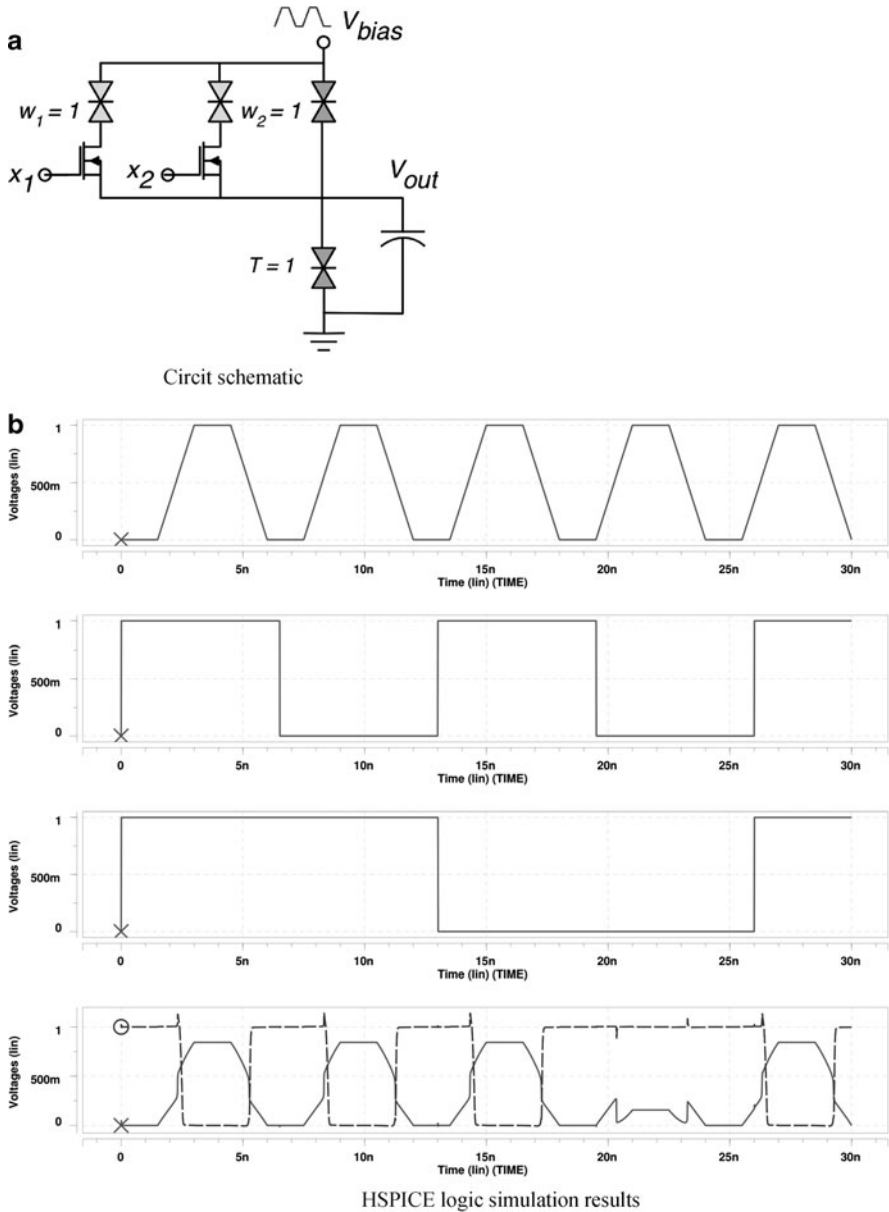 a
V_bias
w_1 = 1
w_2 = 1
x_1
x_2
V_out
T = 1
Circit schematic
b
Voltages (lin)
1
500m
0
0
5n
10n
15n
20n
25n
30n
Time (lin) (TIME)
Voltages (lin)
1
500m
0
0
5n
10n
15n
20n
25n
30n
Time (lin) (TIME)
Voltages (lin)
1
500m
0
0
5n
10n
15n
20n
25n
30n
Time (lin) (TIME)
Voltages (lin)
1
500m
0
0
5n
10n
15n
20n
25n
30n
Time (lin) (TIME)
HSPICE logic simulation results